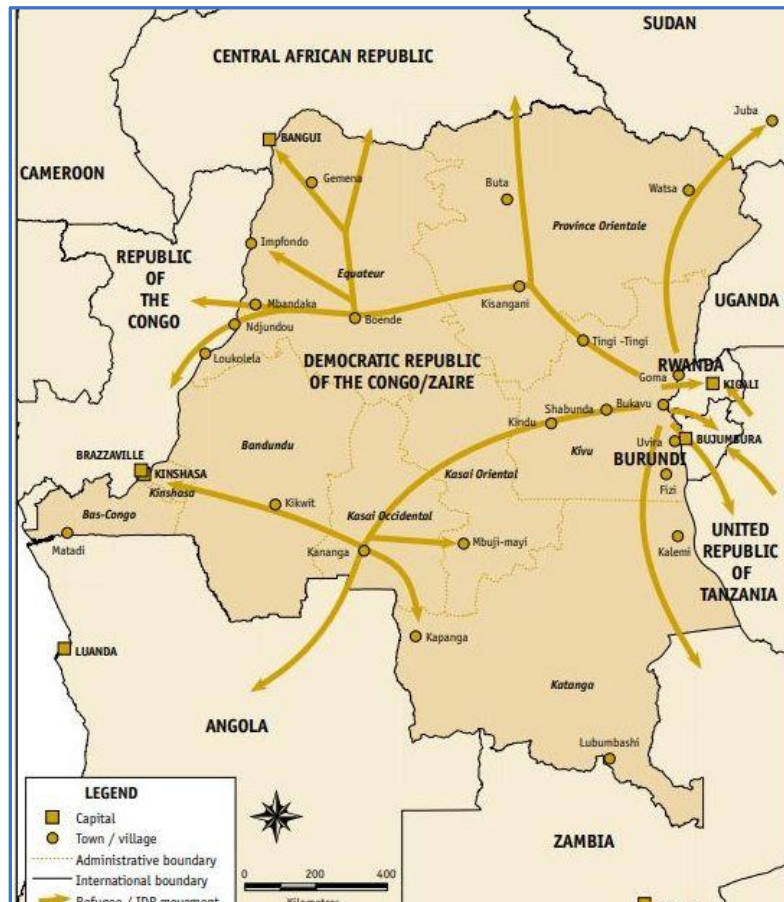 SUDAN
CENTRAL AFRICAN REPUBLIC
Juba
BANGUI
CAMEROON
Gemena
Buta
Watsa
Province Orientale
Impfondo
REPUBLIC
OF
THE
CONGO
Equateur
Kisangani
UGANDA
Mbandaka
Ndjundou
Boende
Tingi -Tingi
Loukolela
DEMOCRATIC REPUBLIC
OF THE CONGO/ZAIRE
RWANDA
Goma
KIGALI
Shabunda
Bukavu
Kindu
Bandundu
Kivu
Uvira
BUJUMBURA
BURUNDI
BRAZZAVILLE
KINSHASA
Kinshasa
Kasai Oriental
Fizi
Kikwit
Bas-Congo
Kasai Occidental
Matadi
Kananga
Mbuji-mayi
Kalemi
UNITED
REPUBLIC
OF
TANZANIA
Kapanga
LUANDA
Katanga
ANGOLA
Lubumbashi
LEGEND
Capital
Town / village
Administrative boundary
International boundary
Refugee / IDP movement
0 200 400
Kilometres
ZAMBIA